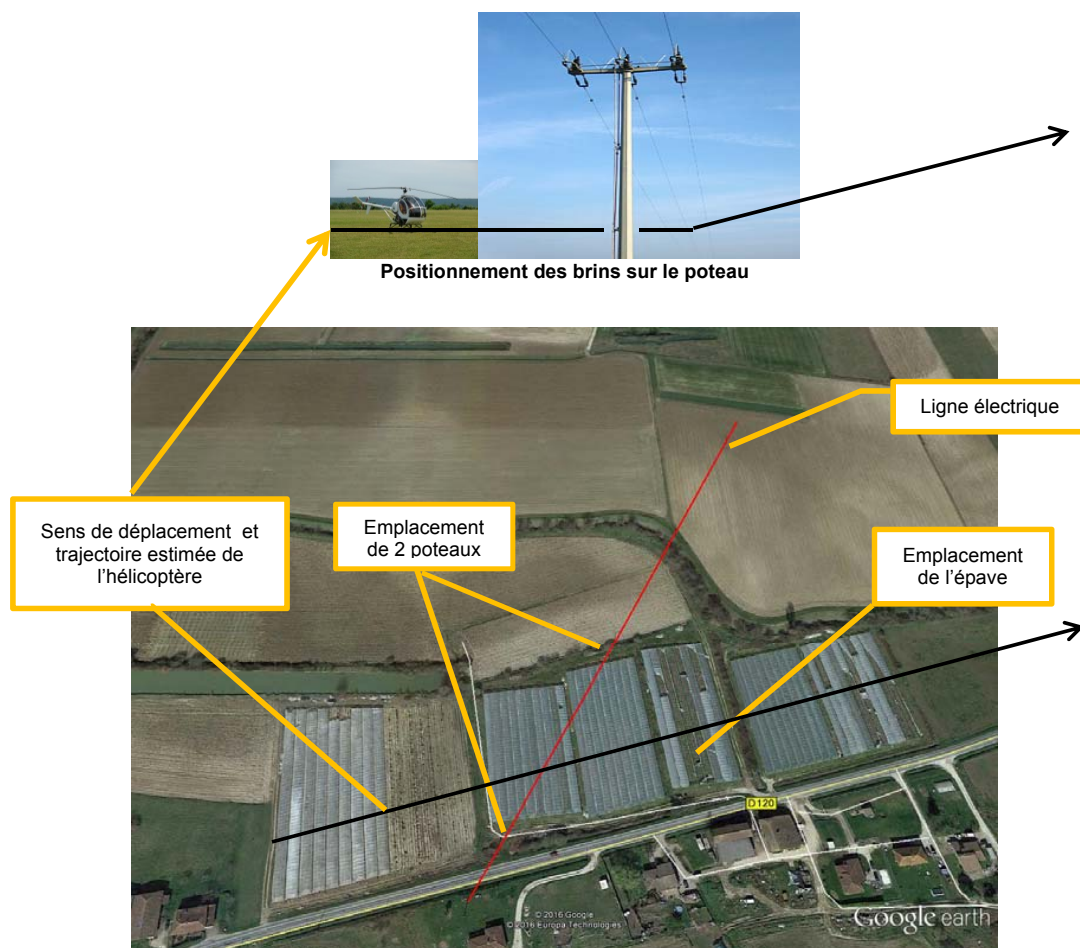 Positionnement des brins sur le poteau
Ligne électrique
Sens de déplacement et
trajectoire estimée de
l'hélicoptère
Emplacement
de 2 poteaux
Emplacement
de l'épave
D120
© 2016 Google
© 2016 Europa Technologies
Google earth